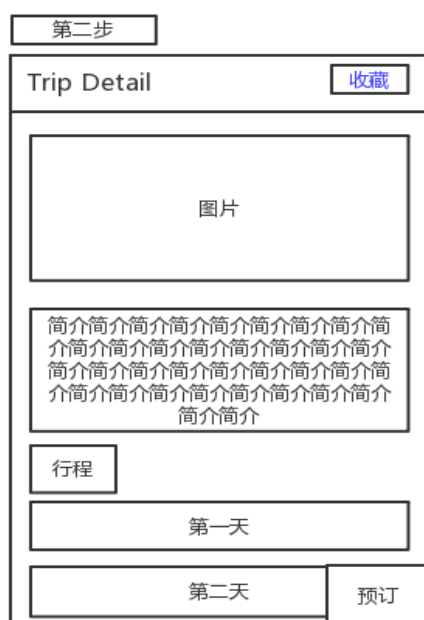 第二步
Trip Detail
收藏
图片
简介简介简介简介简介简介简介简介简
介简介简介简介简介简介简介简介简介
简介简介简介简介简介简介简介简介简
介简介简介简介简介简介简介简介简介
简介简介
行程
第一天
第二天
预订